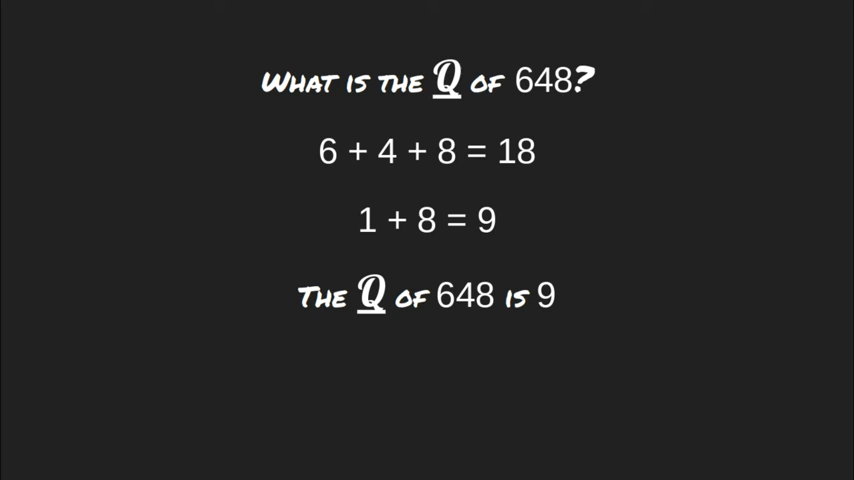 What is the Q of 648?
6 + 4 + 8 = 18
1 + 8 = 9
The Q of 648 is 9